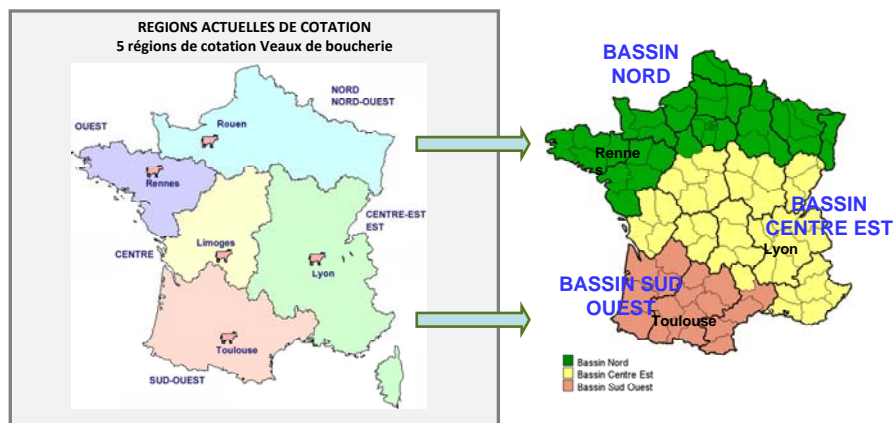 REGIONS ACTUELLES DE COTATION
5 régions de cotation Veaux de boucherie
NORD
NORD-OUEST
Rouen
OUEST
Rennes
CENTRE-EST
EST
Limoges
CENTRE
Lyon
Toulouse
SUD-OUEST
BASSIN
NORD
Renne
s
BASSIN
CENTRE EST
Lyon
BASSIN SUD
OUEST
Toulouse
Bassin Nord
Bassin Centre Est
Bassin Sud Ouest